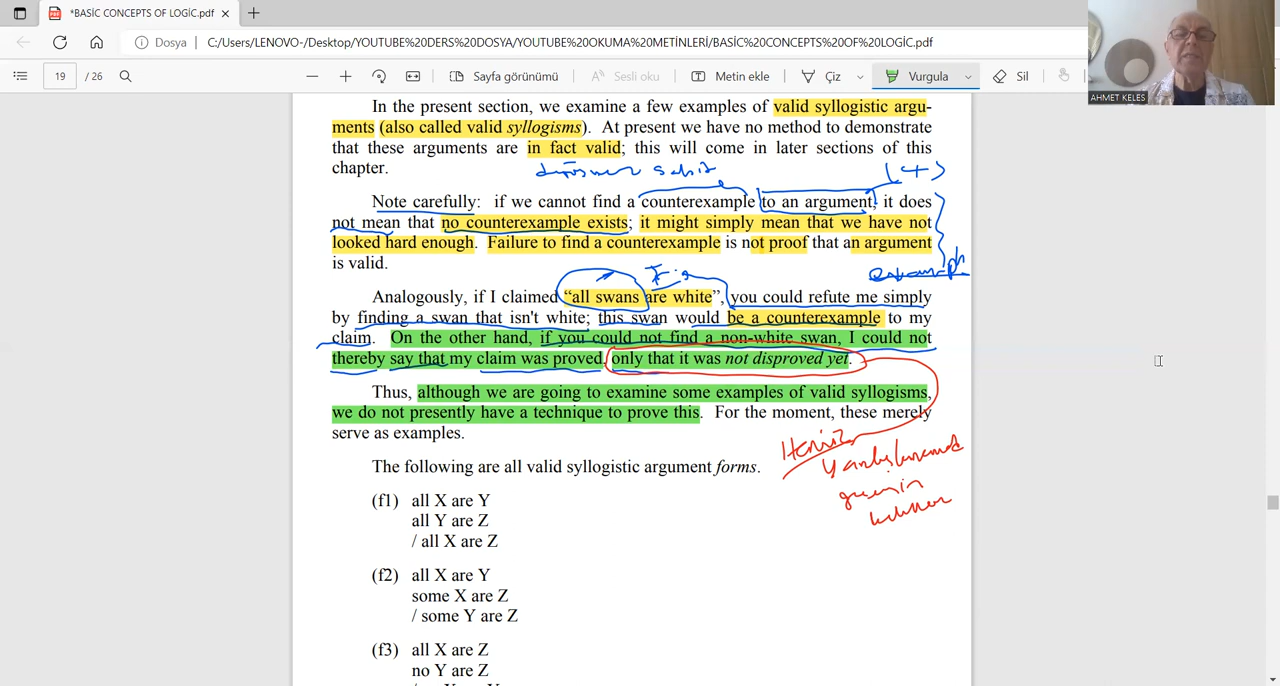 *BASİC CONCEPTS OF LOGİC.pdf
Dosya C:/Users/LENOVO-/Desktop/YOUTUBE%20DERS%20DOSYA/YOUTUBE%20OKUMA%20METİNLERİ/BASİC%20CONCEPTS%20OF%20LOGİC.pdf
19 / 26 Sayfa görünümü Sesli oku Metin ekle Çiz Vurgula Sil
AHMET KELES
In the present section, we examine a few examples of valid syllogistic argu-
ments (also called valid syllogisms). At present we have no method to demonstrate
that these arguments are in fact valid; this will come in later sections of this
chapter.
(+)
Note carefully: if we cannot find a counterexample to an argument, it does
not mean that no counterexample exists; it might simply mean that we have not
looked hard enough. Failure to find a counterexample is not proof that an argument
is valid.
Analogously, if I claimed “all swans are white”, you could refute me simply
by finding a swan that isn't white; this swan would be a counterexample to my
claim. On the other hand, if you could not find a non-white swan, I could not
thereby say that my claim was proved, only that it was not disproved yet.
Thus, although we are going to examine some examples of valid syllogisms,
we do not presently have a technique to prove this. For the moment, these merely
serve as examples.
Henüz
The following are all valid syllogistic argument forms.
(f1) all X are Y
all Y are Z
/ all X are Z
(f2) all X are Y
some X are Z
/ some Y are Z
(f3) all X are Z
no Y are Z